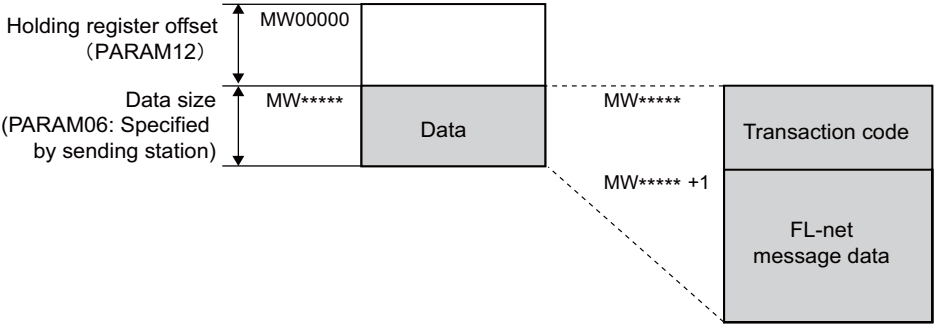 Holding register offset
（PARAM12）
MW00000
Data size
(PARAM06: Specified
by sending station)
MW*****
Data
MW*****
Transaction code
MW***** +1
FL-net
message data